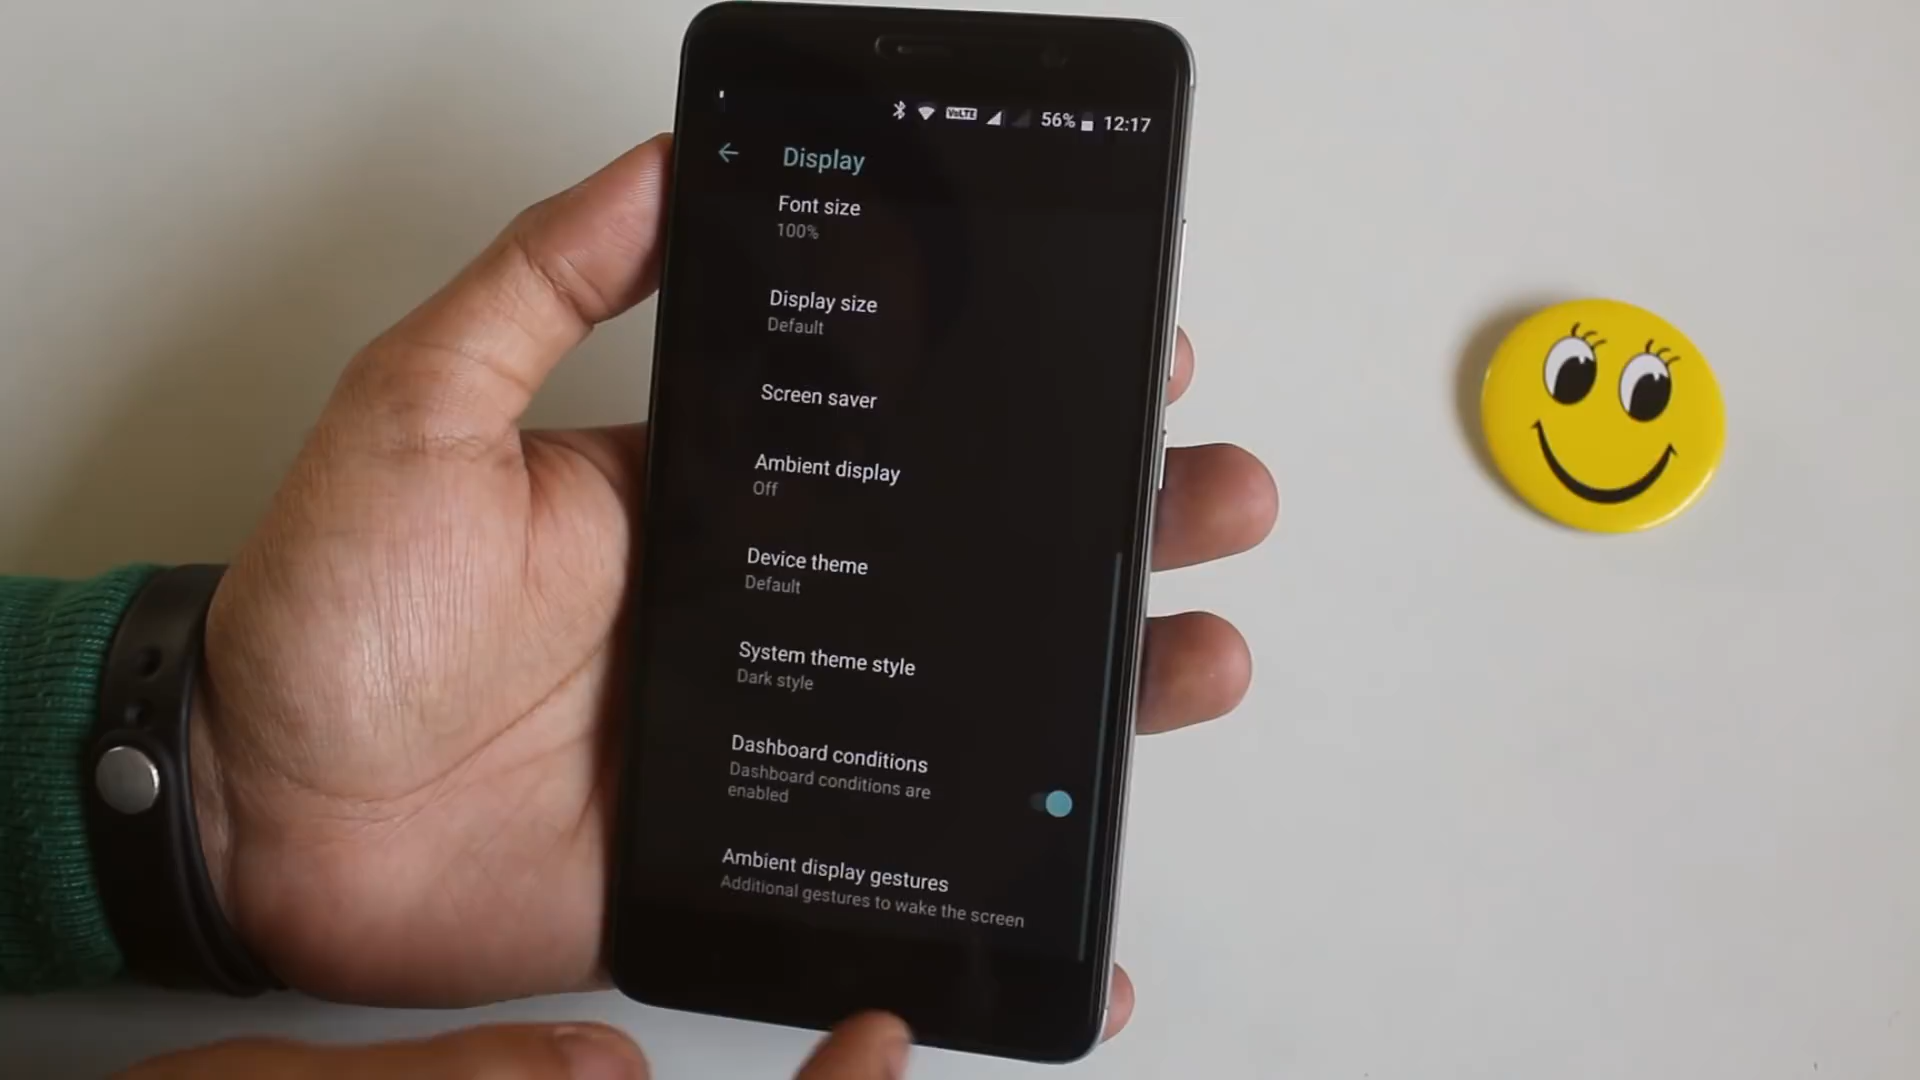 VoLTE 56% 12:17
Display
Font size
100%
Display size
Default
Screen saver
Ambient display
Off
Device theme
Default
System theme style
Dark style
Dashboard conditions
Dashboard conditions are
enabled
Ambient display gestures
Additional gestures to wake the screen